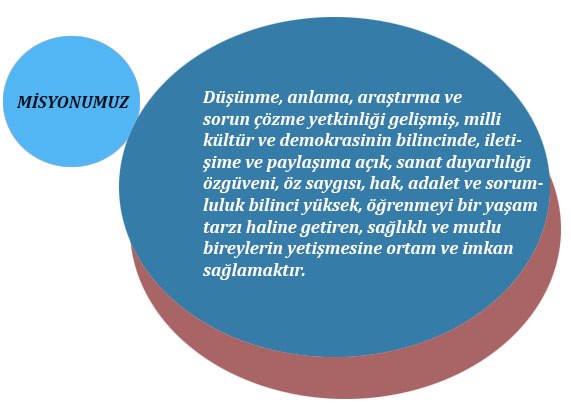 MİSYONUMUZ
Düşünme, anlama, araştırma ve
sorun çözme yetkinliği gelişmiş, milli
kültür ve demokrasinin bilincinde, ileti-
şime ve paylaşıma açık, sanat duyarlılığı
özgüveni, öz saygısı, hak, adalet ve sorum-
luluk bilinci yüksek, öğrenmeyi bir yaşam
tarzı haline getiren, sağlıklı ve mutlu
bireylerin yetişmesine ortam ve imkan
sağlamaktır.